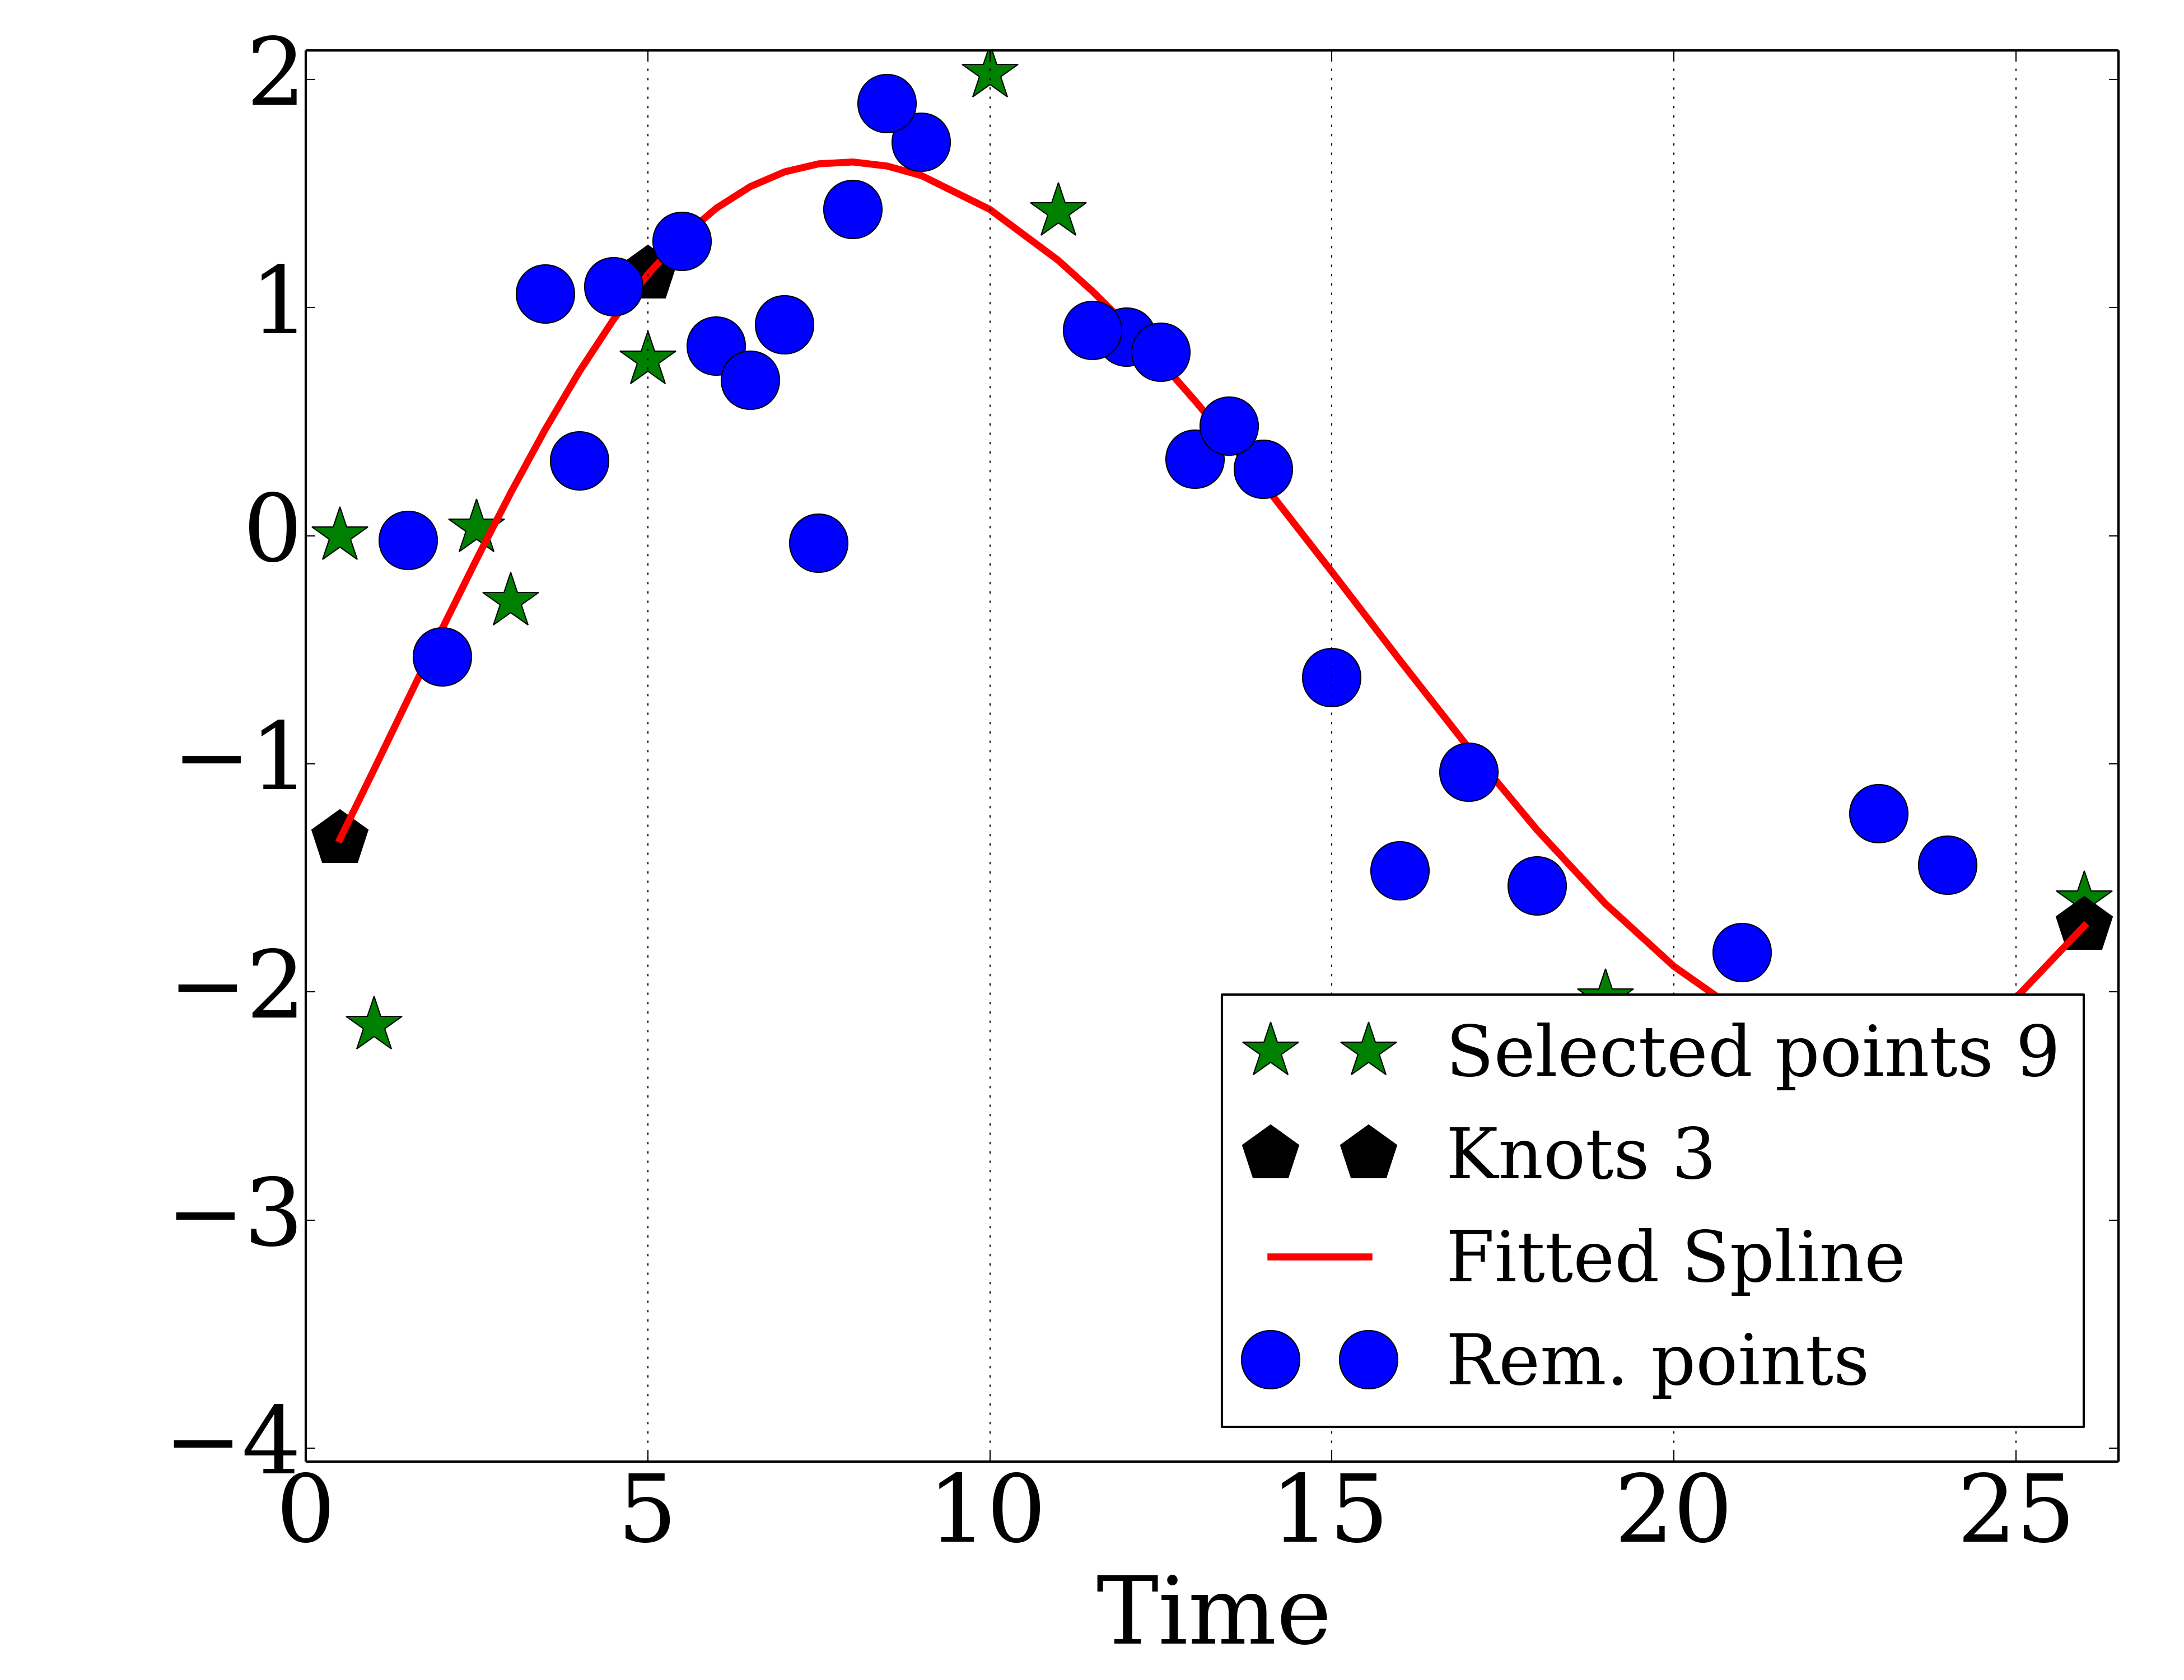 2
1
0
−1
−2
−3
−4
0 5 10 15 20 25
Time
Selected points 9
Knots 3
Fitted Spline
Rem. points